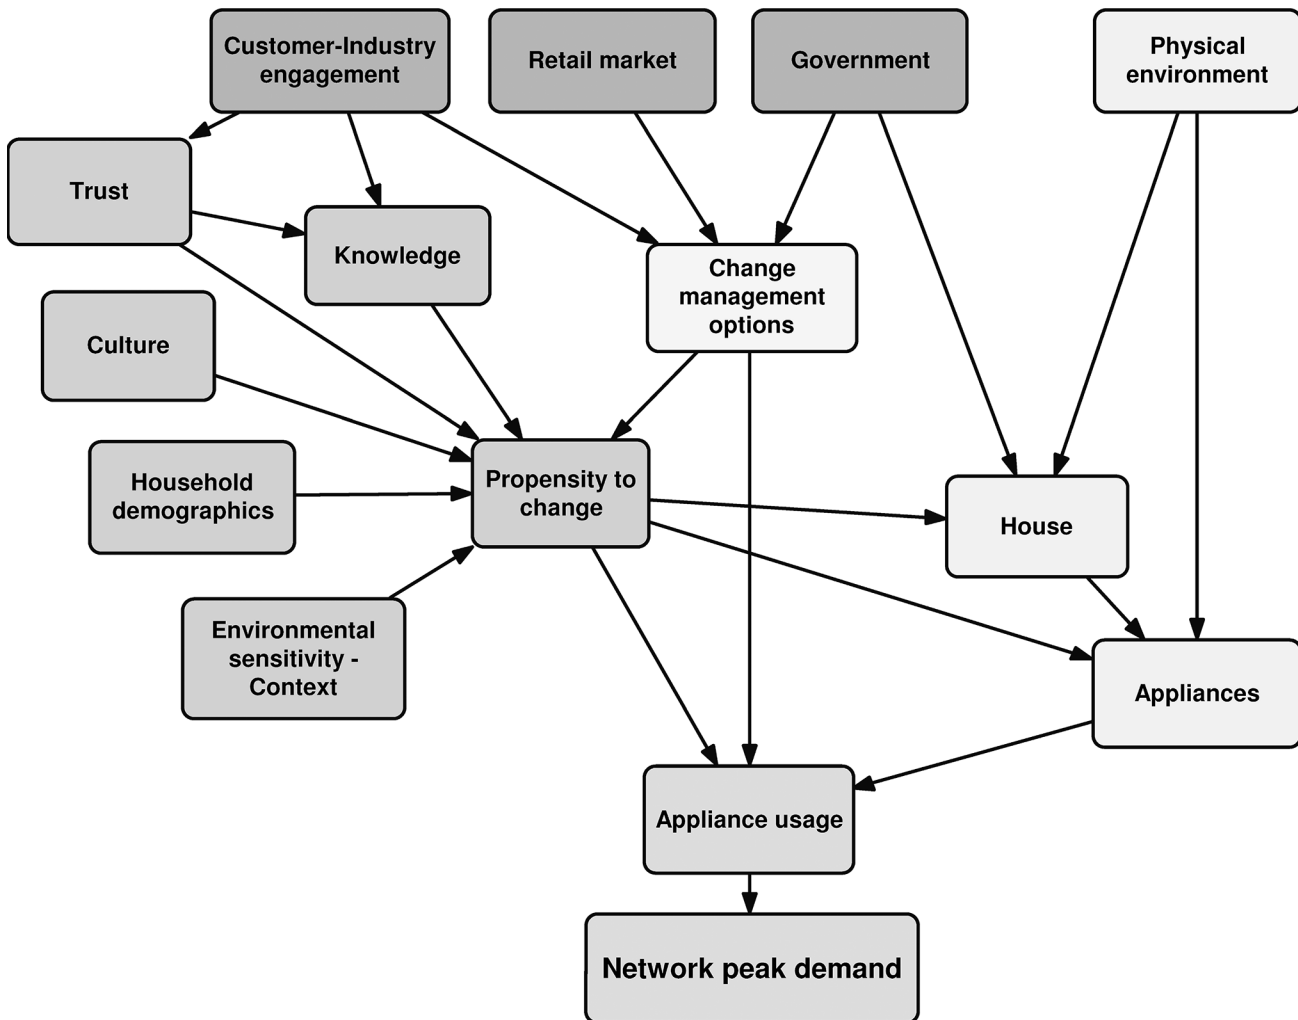 Customer-Industry
engagement
Retail market
Government
Physical
environment
Trust
Knowledge
Change
management
options
Culture
Household
demographics
Propensity to
change
House
Environmental
sensitivity -
Context
Appliances
Appliance usage
Network peak demand